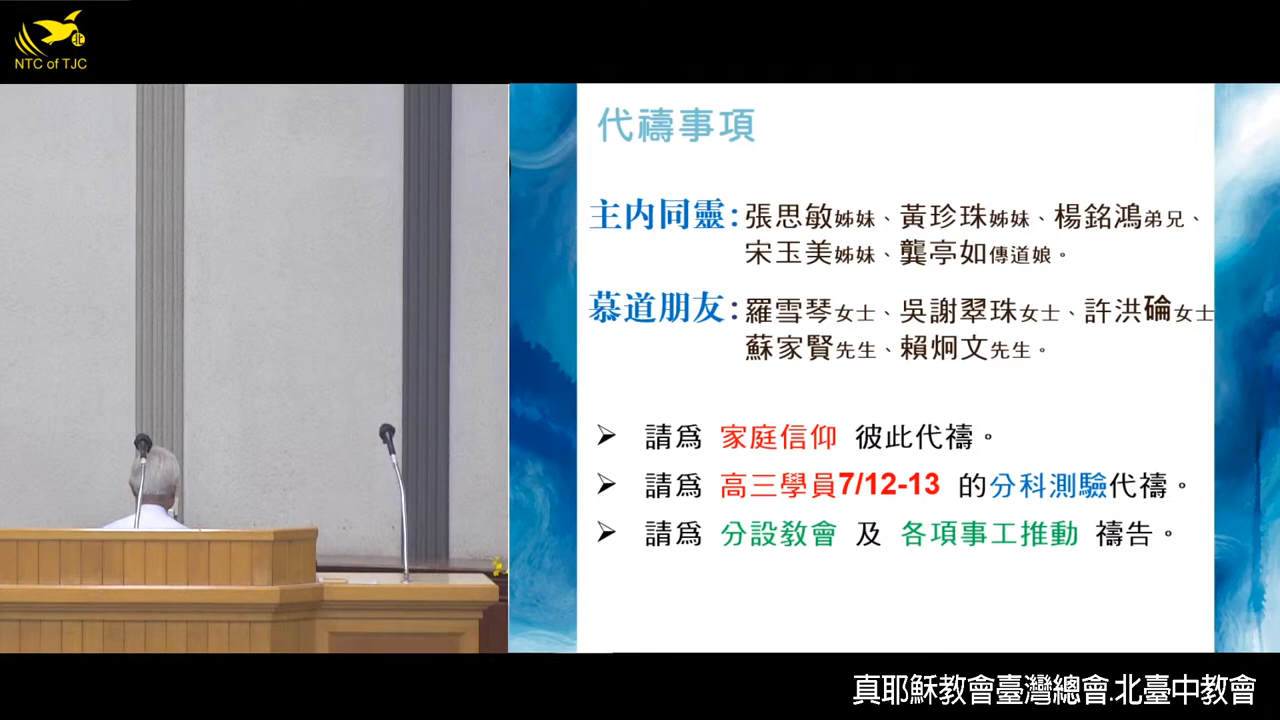 北
NTC of TJC
代禱事項
主内同靈：張思敏姊妹、黃珍珠姊妹、楊銘鴻弟兄、
宋玉美姊妹、龔亭如傳道娘。
慕道朋友：羅雪琴女士、吳謝翠珠女士、許洪碖女士
蘇家賢先生、賴炯文先生。
➢ 請為 家庭信仰 彼此代禱。
➢ 請為 高三學員7/12-13 的分科測驗代禱。
➢ 請為 分設教會 及 各項事工推動 禱告。
真耶穌教會臺灣總會.北臺中教會